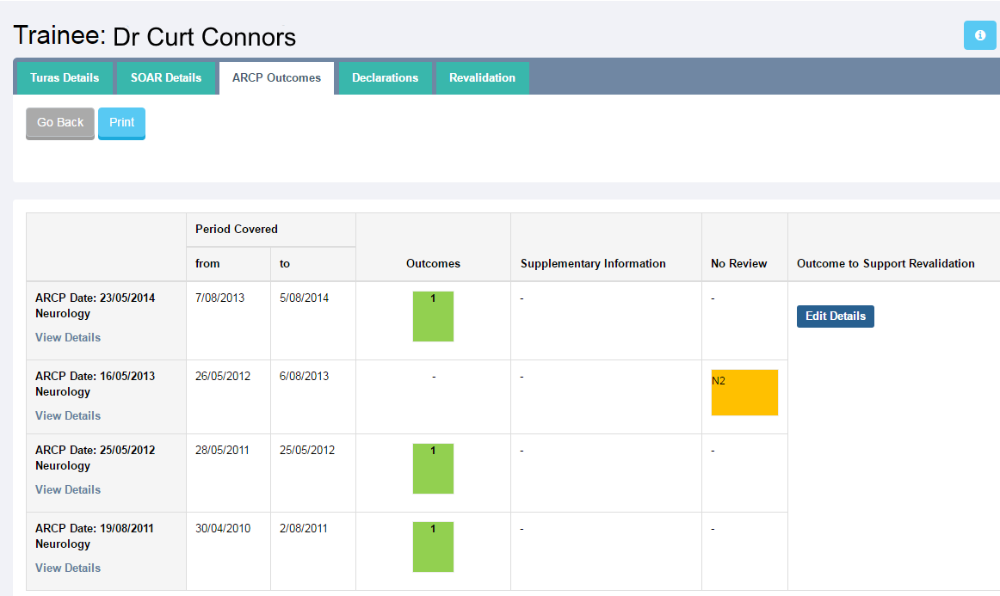 Trainee: Dr Curt Connors
Turas Details SOAR Details ARCP Outcomes Declarations Revalidation
Go Back Print
Period Covered
from to Outcomes Supplementary Information No Review Outcome to Support Revalidation
ARCP Date: 23/05/2014 7/08/2013 5/08/2014 1 - -
Neurology
Edit Details
View Details
ARCP Date: 16/05/2013 26/05/2012 6/08/2013 - - N2
Neurology
View Details
ARCP Date: 25/05/2012 28/05/2011 25/05/2012 1 - -
Neurology
View Details
ARCP Date: 19/08/2011 30/04/2010 2/08/2011 1 - -
Neurology
View Details